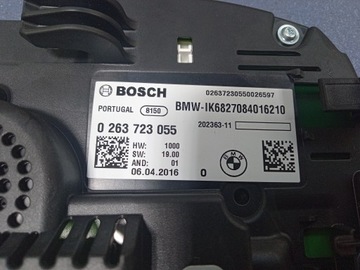 BOSCH
02637230550026597
PORTUGAL 8150 BMW-IK6827084016210
0 263 723 055 202363-11
HW: 1000
SW: 19.00
AND: 01
06.04.2016 0
BMW